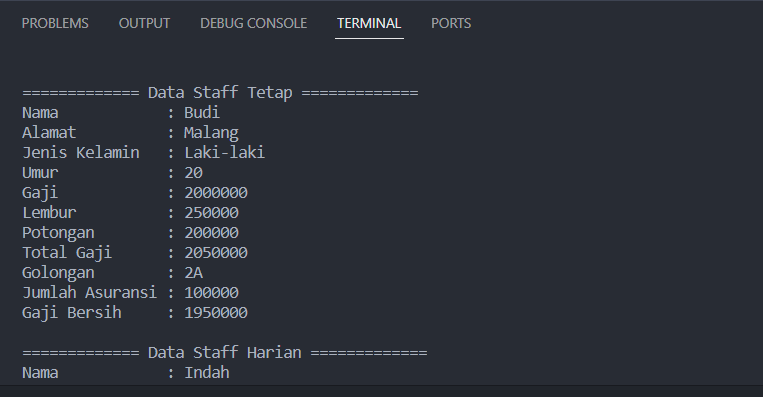 PROBLEMS OUTPUT DEBUG CONSOLE TERMINAL PORTS
============= Data Staff Tetap =============
Nama            : Budi
Alamat          : Malang
Jenis Kelamin   : Laki-laki
Umur            : 20
Gaji            : 2000000
Lembur          : 250000
Potongan        : 200000
Total Gaji      : 2050000
Golongan        : 2A
Jumlah Asuransi : 100000
Gaji Bersih     : 1950000
============= Data Staff Harian =============
Nama            : Indah